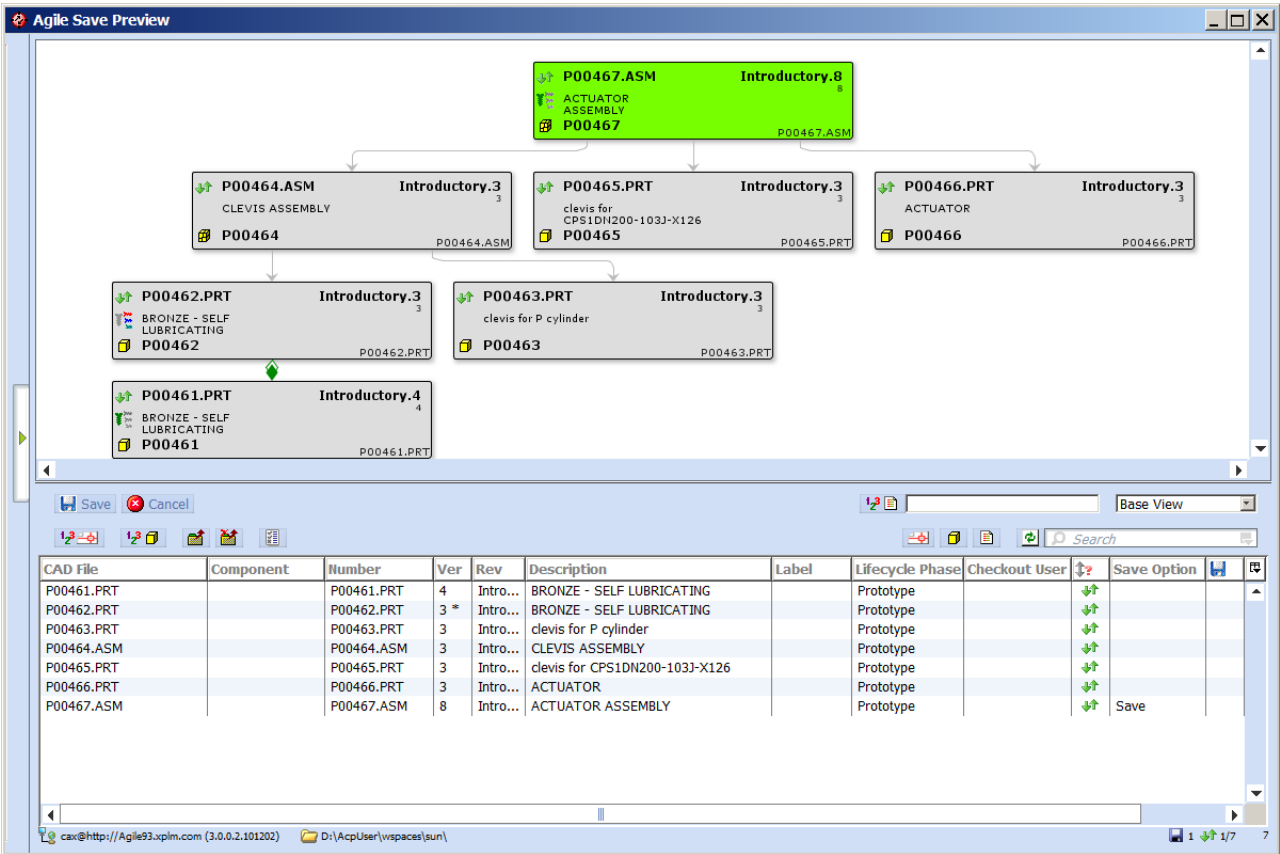 Agile Save Preview
P00467.ASM Introductory.8
8
ACTUATOR
ASSEMBLY
P00467
P00467.ASM
P00464.ASM Introductory.3
3
CLEVIS ASSEMBLY
P00464
P00464.ASM
P00465.PRT Introductory.3
3
clevis for
CPS1DN200-103J-X126
P00465
P00465.PRT
P00466.PRT Introductory.3
3
ACTUATOR
P00466
P00466.PRT
P00462.PRT Introductory.3
3
BRONZE - SELF
LUBRICATING
P00462
P00462.PRT
P00463.PRT Introductory.3
3
clevis for P cylinder
P00463
P00463.PRT
P00461.PRT Introductory.4
4
BRONZE - SELF
LUBRICATING
P00461
P00461.PRT
Save Cancel Base View
Search
CAD File Component Number Ver Rev Description Label Lifecycle Phase Checkout User Save Option
P00461.PRT P00461.PRT 4 Intro... BRONZE - SELF LUBRICATING Prototype
P00462.PRT P00462.PRT 3 * Intro... BRONZE - SELF LUBRICATING Prototype
P00463.PRT P00463.PRT 3 Intro... clevis for P cylinder Prototype
P00464.ASM P00464.ASM 3 Intro... CLEVIS ASSEMBLY Prototype
P00465.PRT P00465.PRT 3 Intro... clevis for CPS1DN200-103J-X126 Prototype
P00466.PRT P00466.PRT 3 Intro... ACTUATOR Prototype
P00467.ASM P00467.ASM 8 Intro... ACTUATOR ASSEMBLY Prototype Save
cax@http://Agile93.xplm.com (3.0.0.2.101202) D:\AcpUser\wspaces\sun\ 1 1/7 7